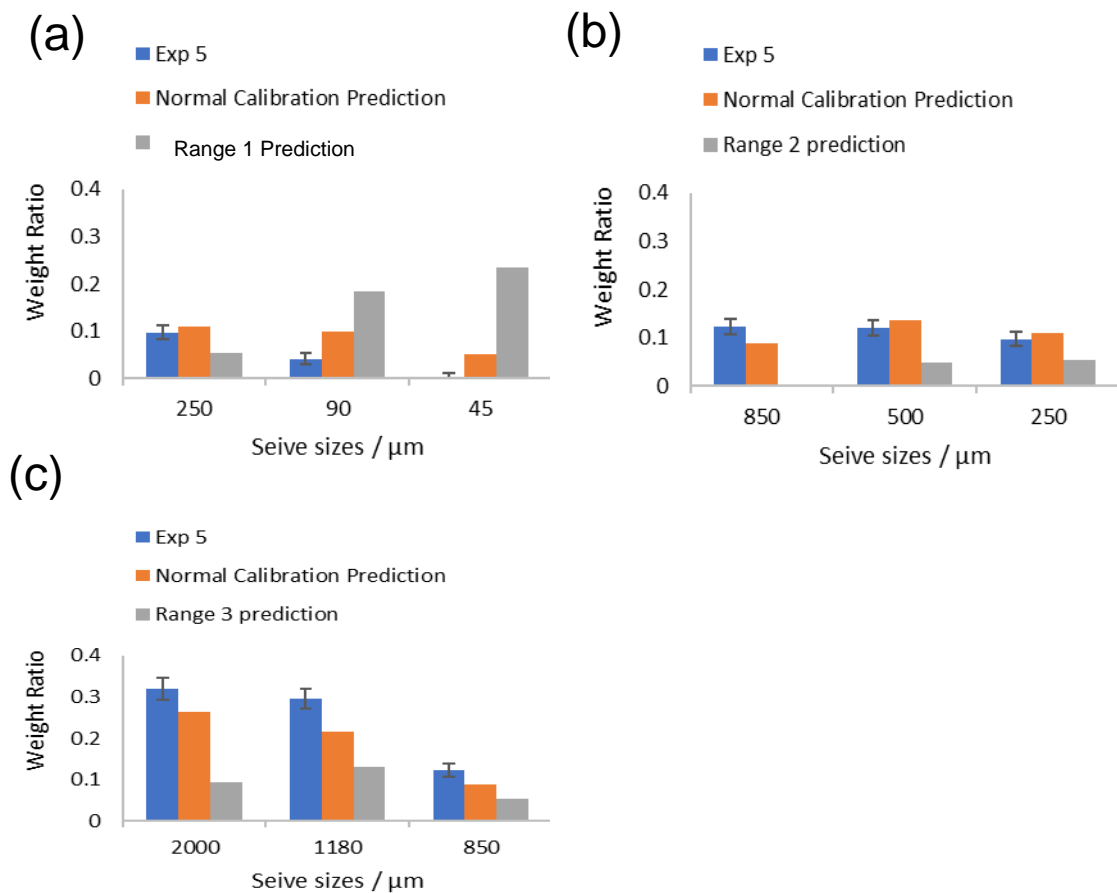 (a)
Exp 5
Normal Calibration Prediction
Range 1 Prediction
Weight Ratio
0.4
0.3
0.2
0.1
0
250 90 45
Seive sizes / µm
(b)
Exp 5
Normal Calibration Prediction
Range 2 prediction
Weight Ratio
0.4
0.3
0.2
0.1
0
850 500 250
Seive sizes / µm
(c)
Exp 5
Normal Calibration Prediction
Range 3 prediction
Weight Ratio
0.4
0.3
0.2
0.1
0
2000 1180 850
Seive sizes / µm